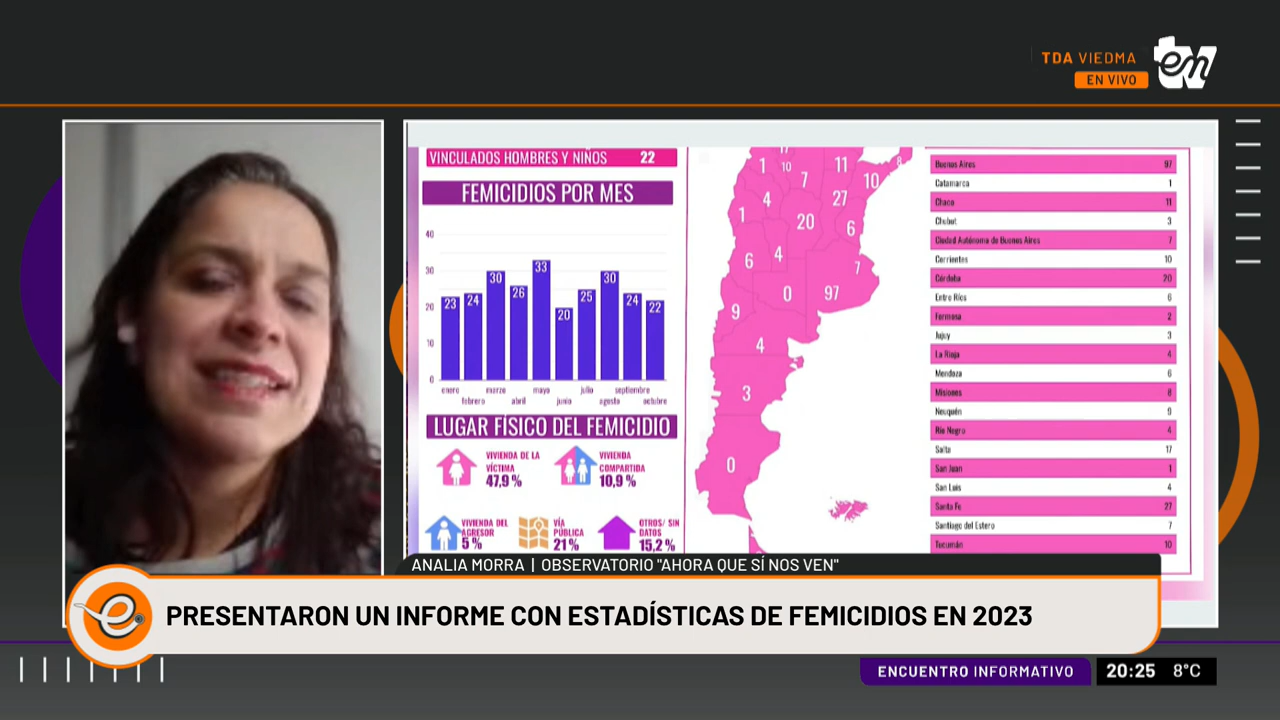 TDA VIEDMA
EN VIVO
em
VINCULADOS HOMBRES Y NIÑOS 22
FEMICIDIOS POR MES
40
30
20
10
0
23 24 30 26 33 20 25 30 24 22
enero febrero marzo abril mayo junio julio agosto septiembre octubre
LUGAR FÍSICO DEL FEMICIDIO
VIVIENDA DE LA
VÍCTIMA
47,9 %
VIVIENDA
COMPARTIDA
10,9 %
VIVIENDA DEL
AGRESOR
5 %
VÍA
PÚBLICA
21 %
OTROS/ SIN
DATOS
15,2 %
17
1 10 11 8
7 10
4 27
1 20 6
6 4 7
0 97
9
4
3
0
Buenos Aires 97
Catamarca 1
Chaco 11
Chubut 3
Ciudad Autónoma de Buenos Aires 7
Corrientes 10
Córdoba 20
Entre Ríos 6
Formosa 2
Jujuy 3
La Rioja 4
Mendoza 6
Misiones 8
Neuquén 9
Río Negro 4
Salta 17
San Juan 1
San Luis 4
Santa Fe 27
Santiago del Estero 7
Tucumán 10
ANALIA MORRA | OBSERVATORIO "AHORA QUE SÍ NOS VEN"
e
PRESENTARON UN INFORME CON ESTADÍSTICAS DE FEMICIDIOS EN 2023
ENCUENTRO INFORMATIVO
20:25 8°C